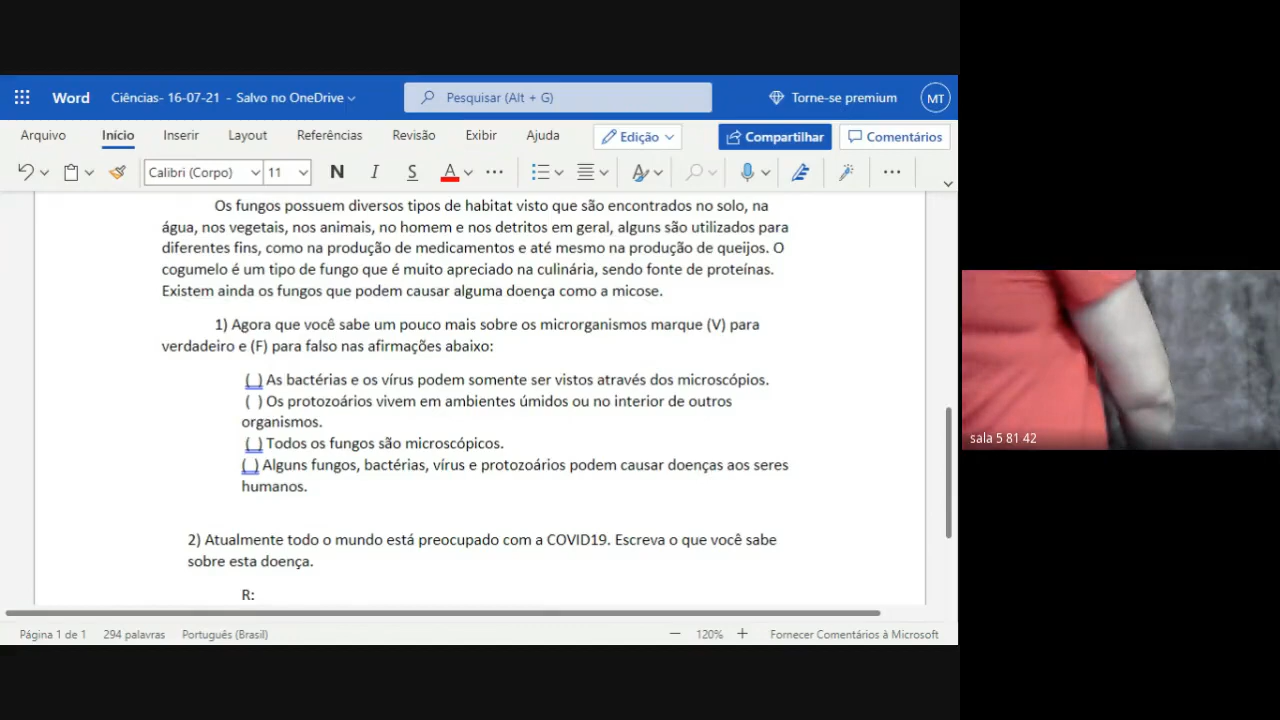 Word Ciências- 16-07-21 - Salvo no OneDrive Pesquisar (Alt + G) Torne-se premium MT
Arquivo Início Inserir Layout Referências Revisão Exibir Ajuda Edição Compartilhar Comentários
Calibri (Corpo) 11 N I S A
Os fungos possuem diversos tipos de habitat visto que são encontrados no solo, na
água, nos vegetais, nos animais, no homem e nos detritos em geral, alguns são utilizados para
diferentes fins, como na produção de medicamentos e até mesmo na produção de queijos. O
cogumelo é um tipo de fungo que é muito apreciado na culinária, sendo fonte de proteínas.
Existem ainda os fungos que podem causar alguma doença como a micose.
1) Agora que você sabe um pouco mais sobre os microrganismos marque (V) para
verdadeiro e (F) para falso nas afirmações abaixo:
( ) As bactérias e os vírus podem somente ser vistos através dos microscópios.
( ) Os protozoários vivem em ambientes úmidos ou no interior de outros
organismos.
( ) Todos os fungos são microscópicos.
( ) Alguns fungos, bactérias, vírus e protozoários podem causar doenças aos seres
humanos.
2) Atualmente todo o mundo está preocupado com a COVID19. Escreva o que você sabe
sobre esta doença.
R:
Página 1 de 1 294 palavras Português (Brasil) 120% Fornecer Comentários à Microsoft
sala 5 81 42